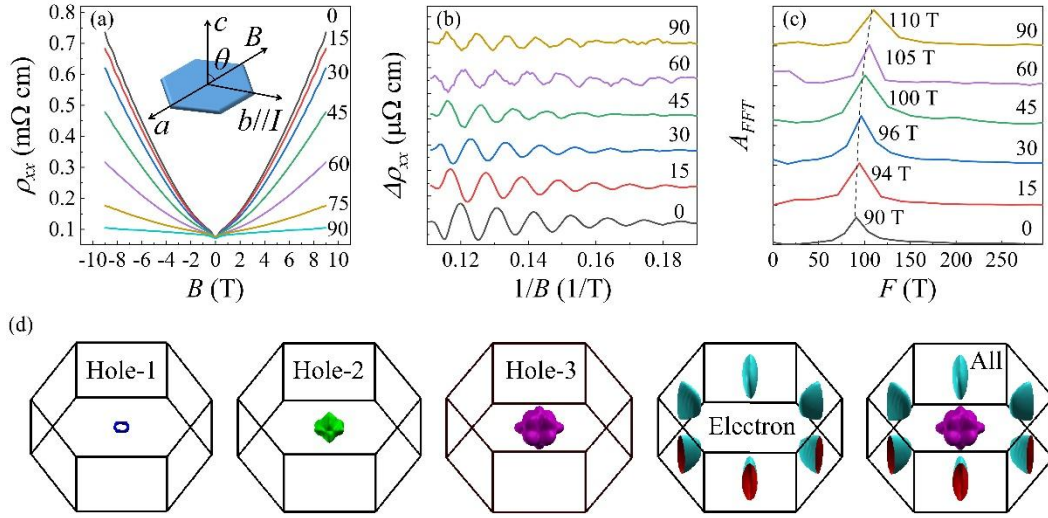 (a)
ρxx (mΩ cm)
0.8
0.7
0.6
0.5
0.4
0.3
0.2
0.1
-10 -8 -6 -4 -2 0 2 4 6 8 10
B (T)
0
15
30
45
60
75
90
c
θ
B
a
b//I
(b)
Δρxx (μΩ cm)
90
60
45
30
15
0
0.12 0.14 0.16 0.18
1/B (1/T)
(c)
AFFT
110 T
90
105 T
60
100 T
45
96 T
30
94 T
15
90 T
0
0 50 100 150 200 250
F (T)
(d)
Hole-1
Hole-2
Hole-3
Electron
All